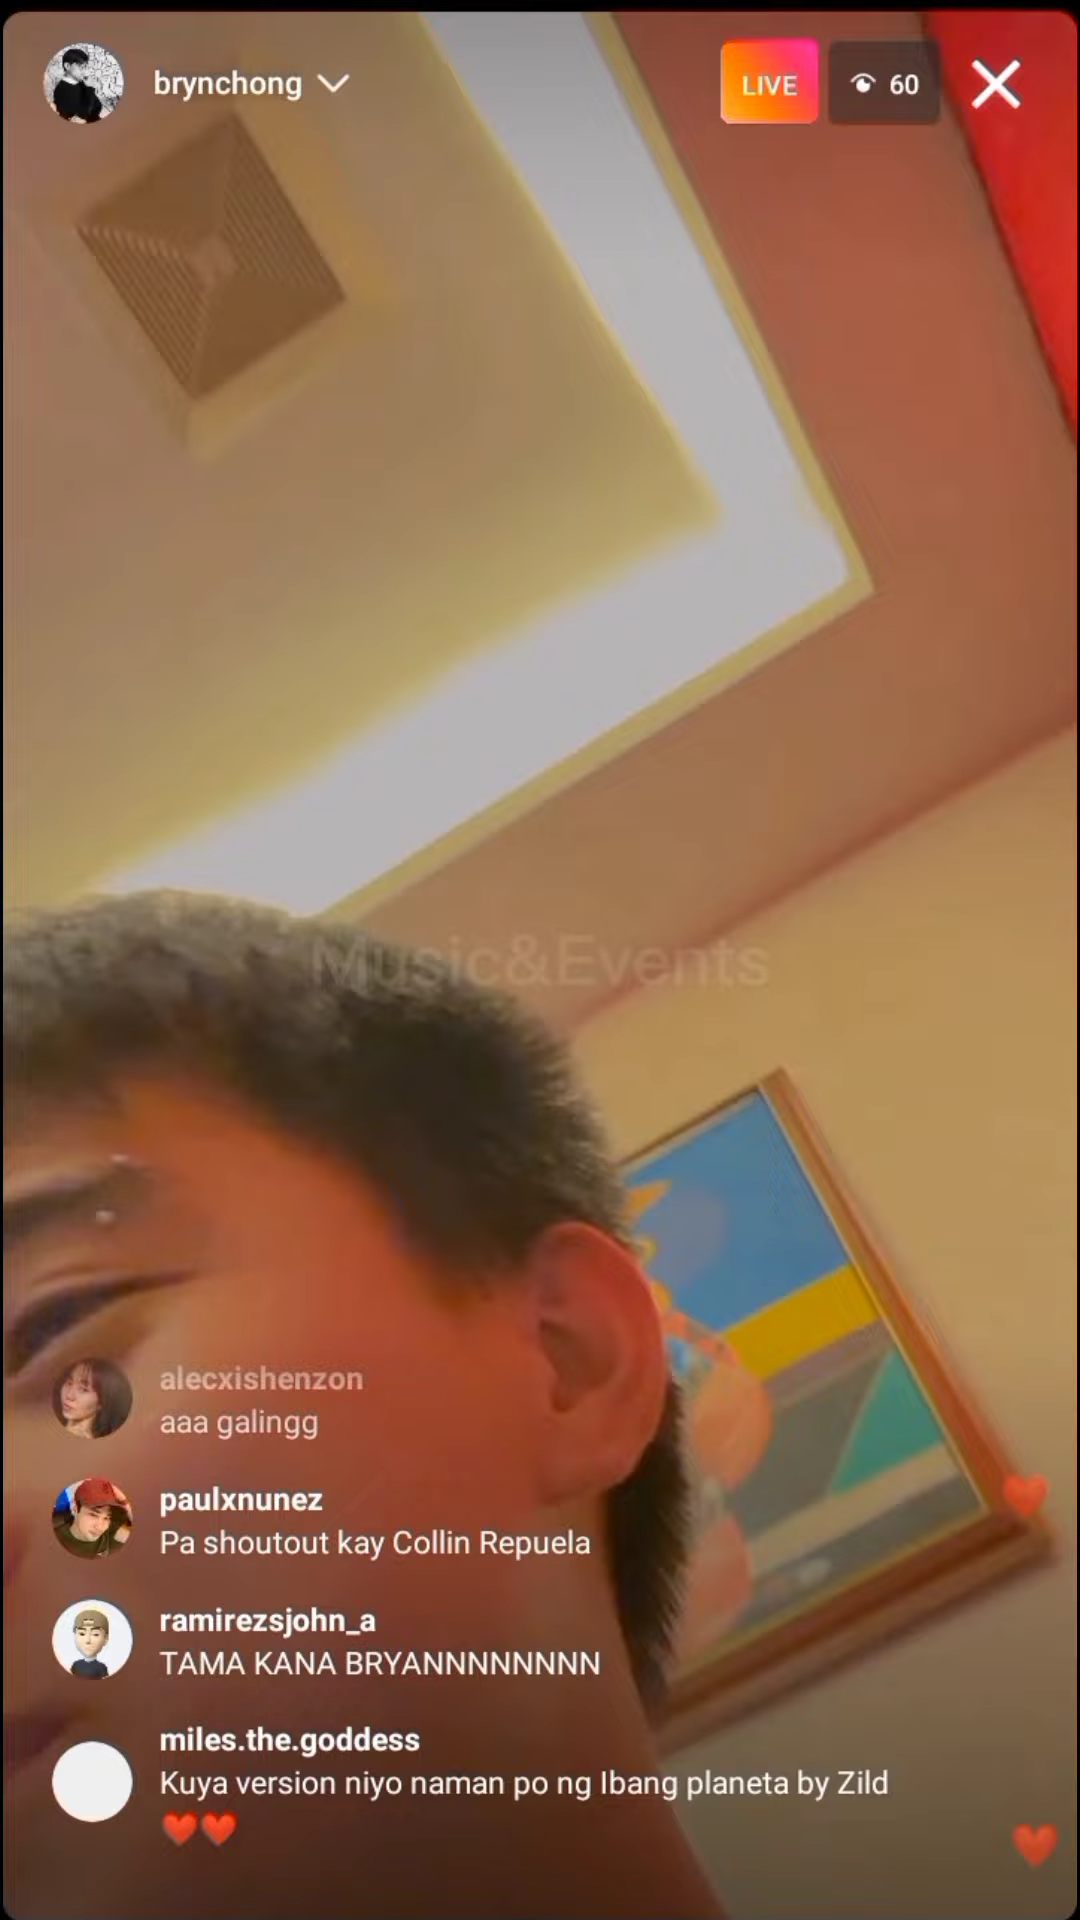 brynchong
LIVE
60
Music&Events
alecxishenzon
aaa galingg
paulxnunez
Pa shoutout kay Collin Repuela
ramirezsjohn_a
TAMA KANA BRYANNNNNNNN
miles.the.goddess
Kuya version niyo naman po ng Ibang planeta by Zild
❤️❤️